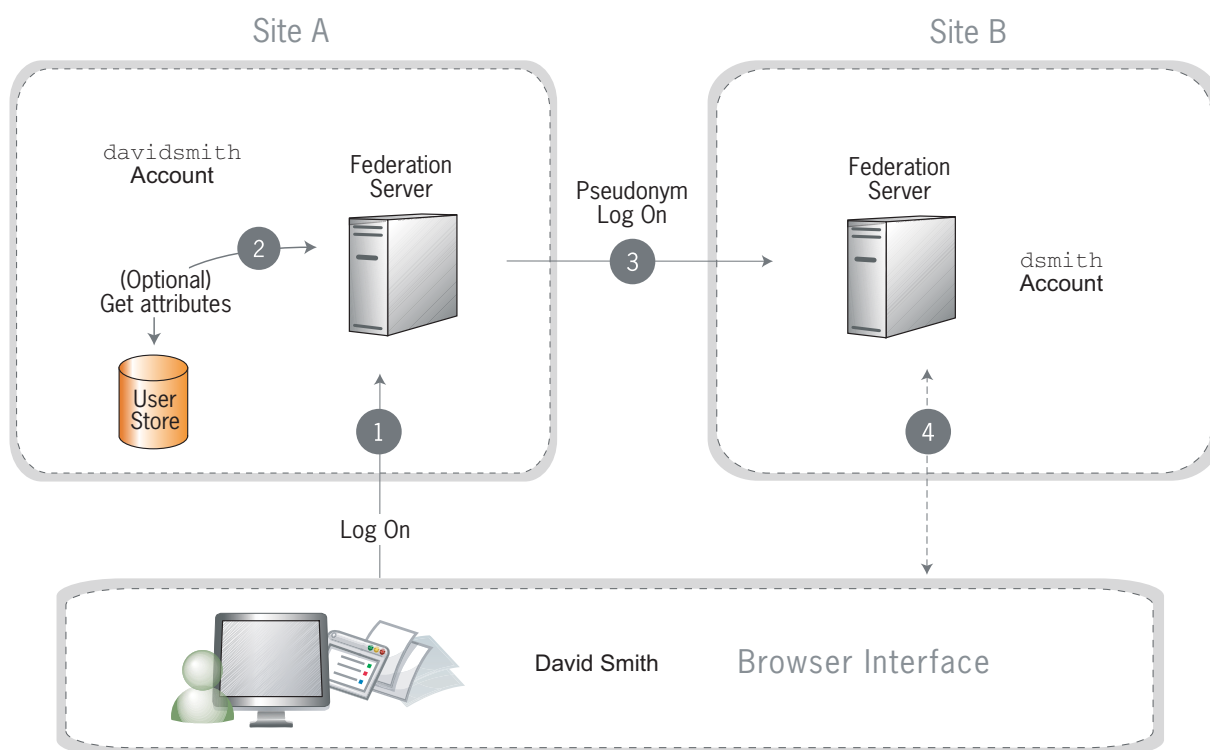 Site A
Site B
davidsmith
Account
Federation
Server
Pseudonym
Log On
Federation
Server
2
3
dsmith
Account
(Optional)
Get attributes
User
Store
1
4
Log On
David Smith
Browser Interface